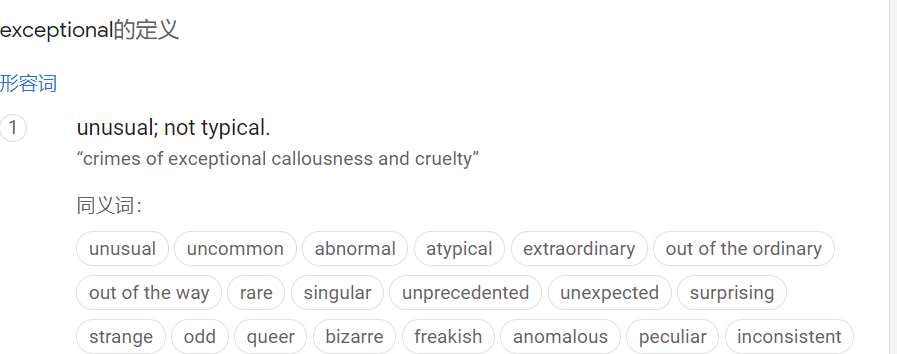 exceptional的定义
形容词
1 unusual; not typical.
“crimes of exceptional callousness and cruelty”
同义词：
unusual uncommon abnormal atypical extraordinary out of the ordinary
out of the way rare singular unprecedented unexpected surprising
strange odd queer bizarre freakish anomalous peculiar inconsistent